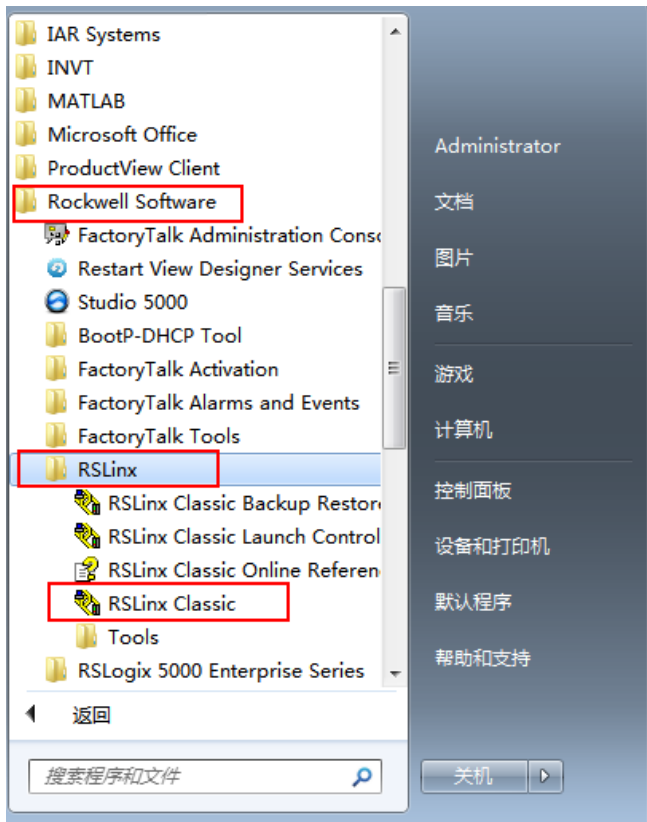 IAR Systems
INVT
MATLAB
Microsoft Office
ProductView Client
Rockwell Software
FactoryTalk Administration Conso
Restart View Designer Services
Studio 5000
BootP-DHCP Tool
FactoryTalk Activation
FactoryTalk Alarms and Events
FactoryTalk Tools
RSLinx
RSLinx Classic Backup Restore
RSLinx Classic Launch Control
RSLinx Classic Online Referen
RSLinx Classic
Tools
RSLogix 5000 Enterprise Series
返回
搜索程序和文件
Administrator
文档
图片
音乐
游戏
计算机
控制面板
设备和打印机
默认程序
帮助和支持
关机